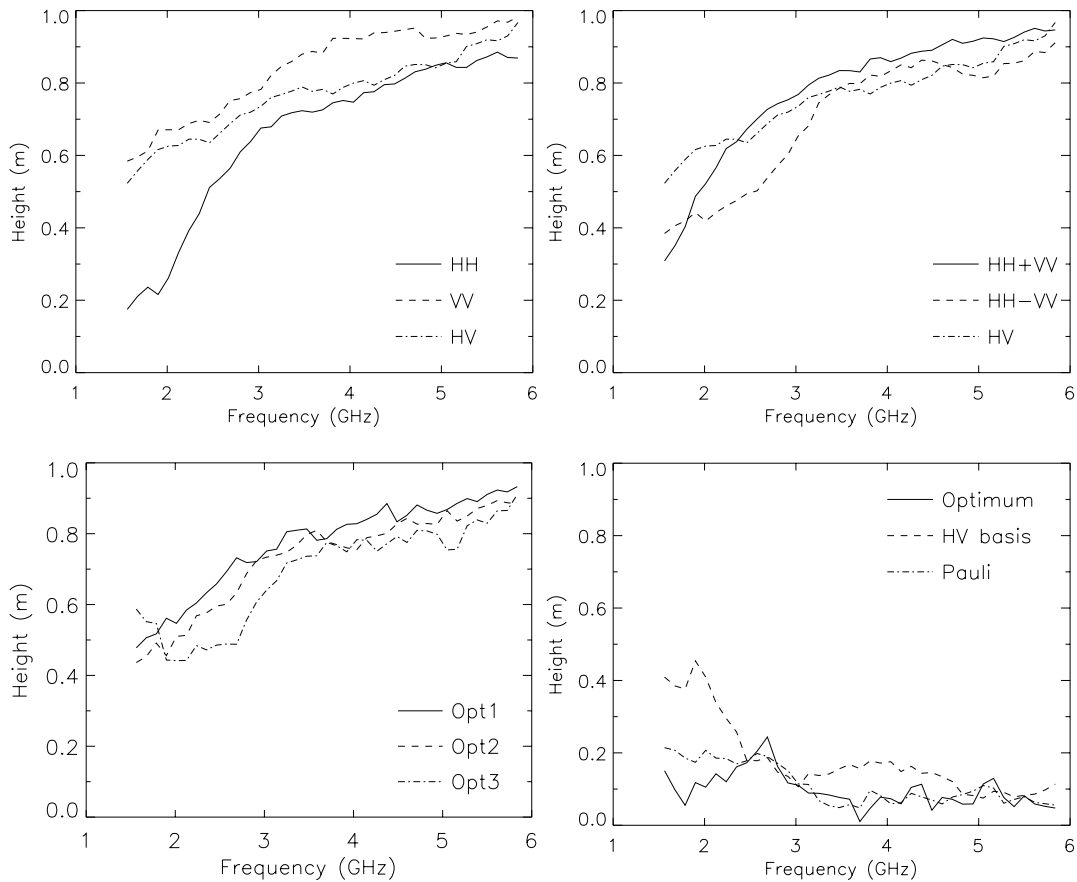 1.0
0.8
0.6
0.4
0.2
0.0
Height (m)
HH
VV
HV
1 2 3 4 5 6
Frequency (GHz)
1.0
0.8
0.6
0.4
0.2
0.0
Height (m)
HH+VV
HH−VV
HV
1 2 3 4 5 6
Frequency (GHz)
1.0
0.8
0.6
0.4
0.2
0.0
Height (m)
Opt1
Opt2
Opt3
1 2 3 4 5 6
Frequency (GHz)
1.0
0.8
0.6
0.4
0.2
0.0
Height (m)
Optimum
HV basis
Pauli
1 2 3 4 5 6
Frequency (GHz)